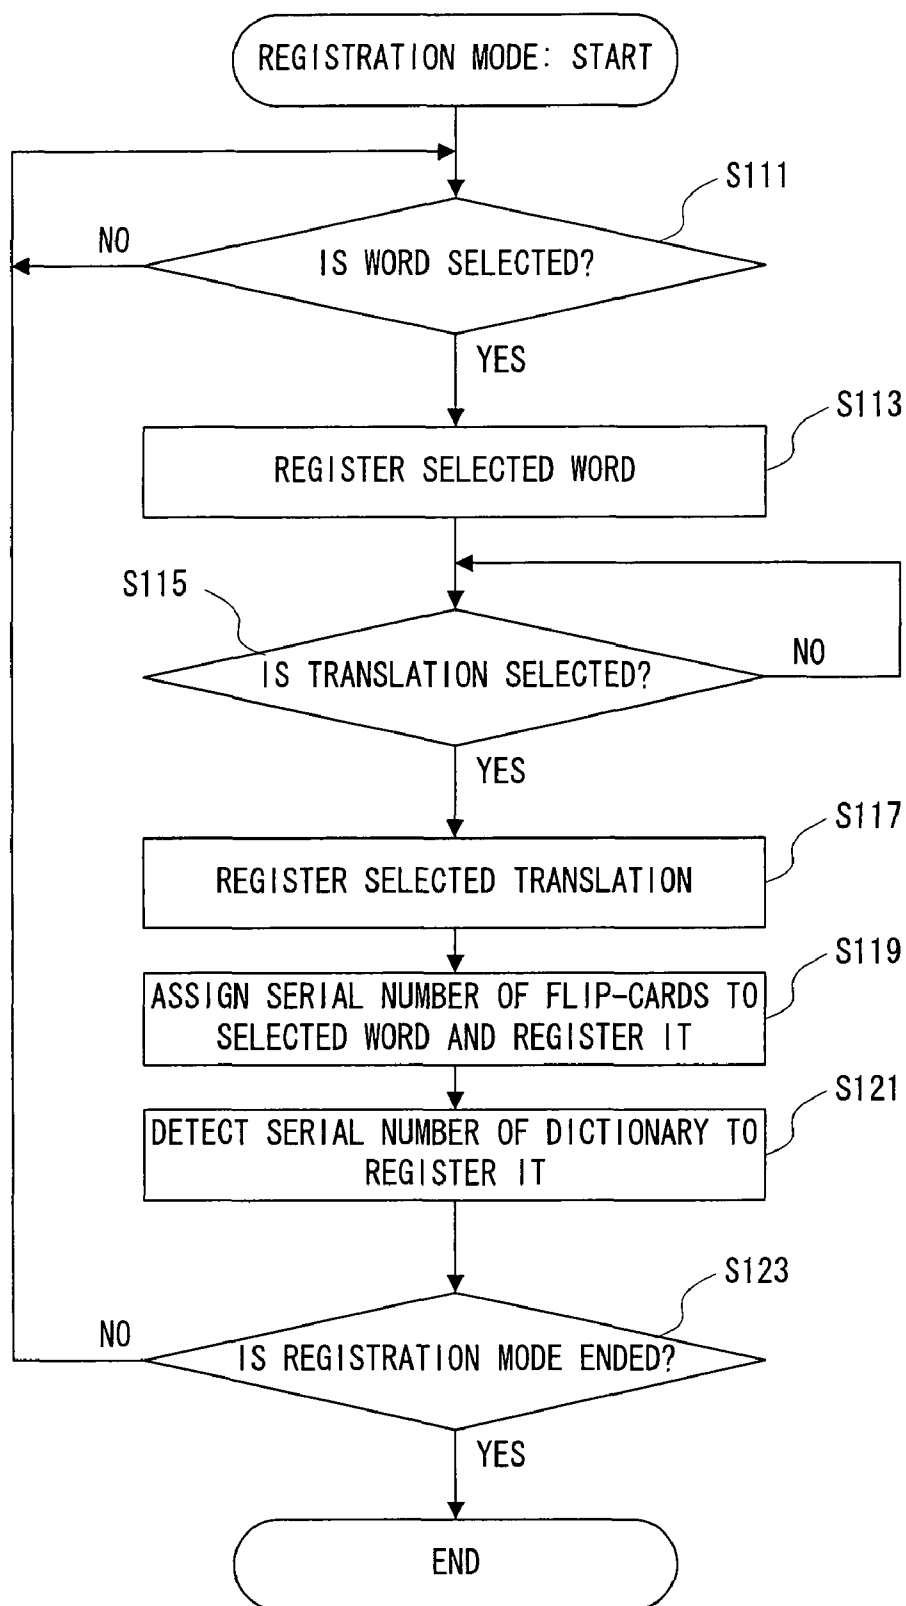 REGISTRATION MODE: START
S111
NO
IS WORD SELECTED?
YES
S113
REGISTER SELECTED WORD
S115
IS TRANSLATION SELECTED?
NO
YES
S117
REGISTER SELECTED TRANSLATION
S119
ASSIGN SERIAL NUMBER OF FLIP-CARDS TO
SELECTED WORD AND REGISTER IT
S121
DETECT SERIAL NUMBER OF DICTIONARY TO
REGISTER IT
S123
NO
IS REGISTRATION MODE ENDED?
YES
END